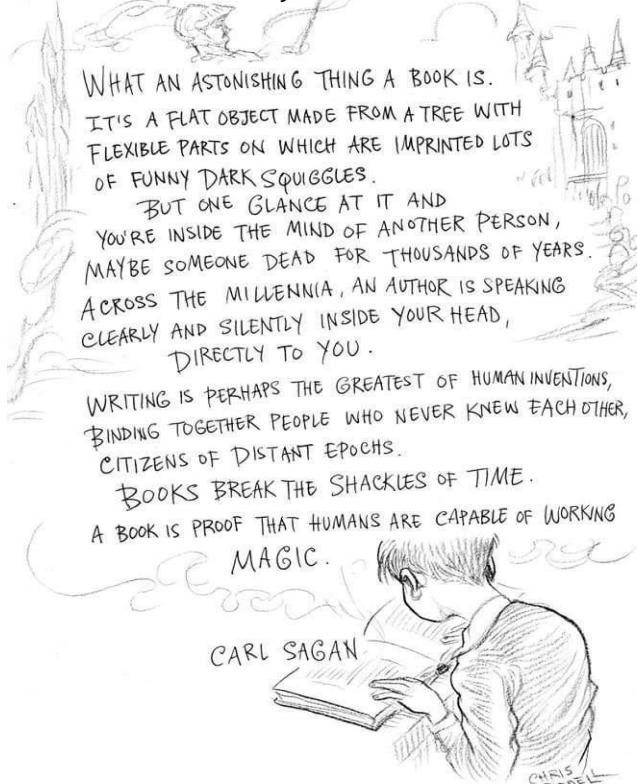 WHAT AN ASTONISHING THING A BOOK IS.
IT'S A FLAT OBJECT MADE FROM A TREE WITH
FLEXIBLE PARTS ON WHICH ARE IMPRINTED LOTS
OF FUNNY DARK SQUIGGLES.
BUT ONE GLANCE AT IT AND
YOU'RE INSIDE THE MIND OF ANOTHER PERSON,
MAYBE SOMEONE DEAD FOR THOUSANDS OF YEARS.
ACROSS THE MILLENNIA, AN AUTHOR IS SPEAKING
CLEARLY AND SILENTLY INSIDE YOUR HEAD,
DIRECTLY TO YOU.
WRITING IS PERHAPS THE GREATEST OF HUMAN INVENTIONS,
BINDING TOGETHER PEOPLE WHO NEVER KNEW EACH OTHER,
CITIZENS OF DISTANT EPOCHS.
BOOKS BREAK THE SHACKLES OF TIME.
A BOOK IS PROOF THAT HUMANS ARE CAPABLE OF WORKING
MAGIC.
CARL SAGAN
CHRIS